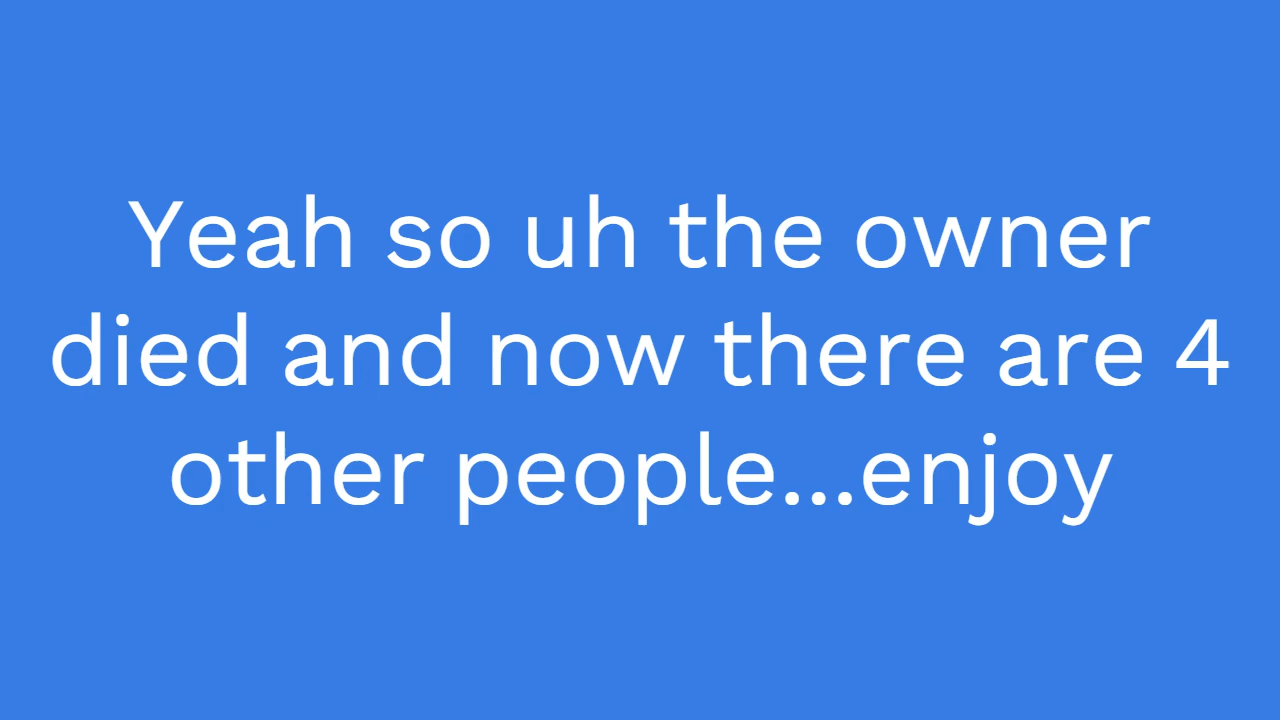 Yeah so uh the owner
died and now there are 4
other people...enjoy